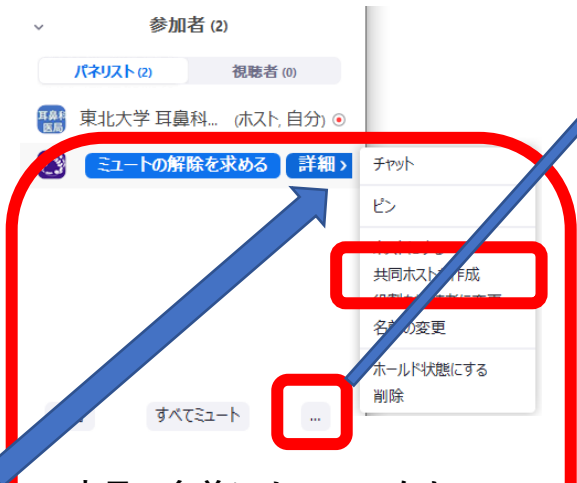 参加者 (2)
パネリスト (2)
視聴者 (0)
耳鼻科
医局
東北大学 耳鼻科... (ホスト, 自分)
ミュートの解除を求める
詳細 >
チャット
ピン
共同ホスト 作成
名 の変更
ホールド状態にする
削除
すべてミュート
...